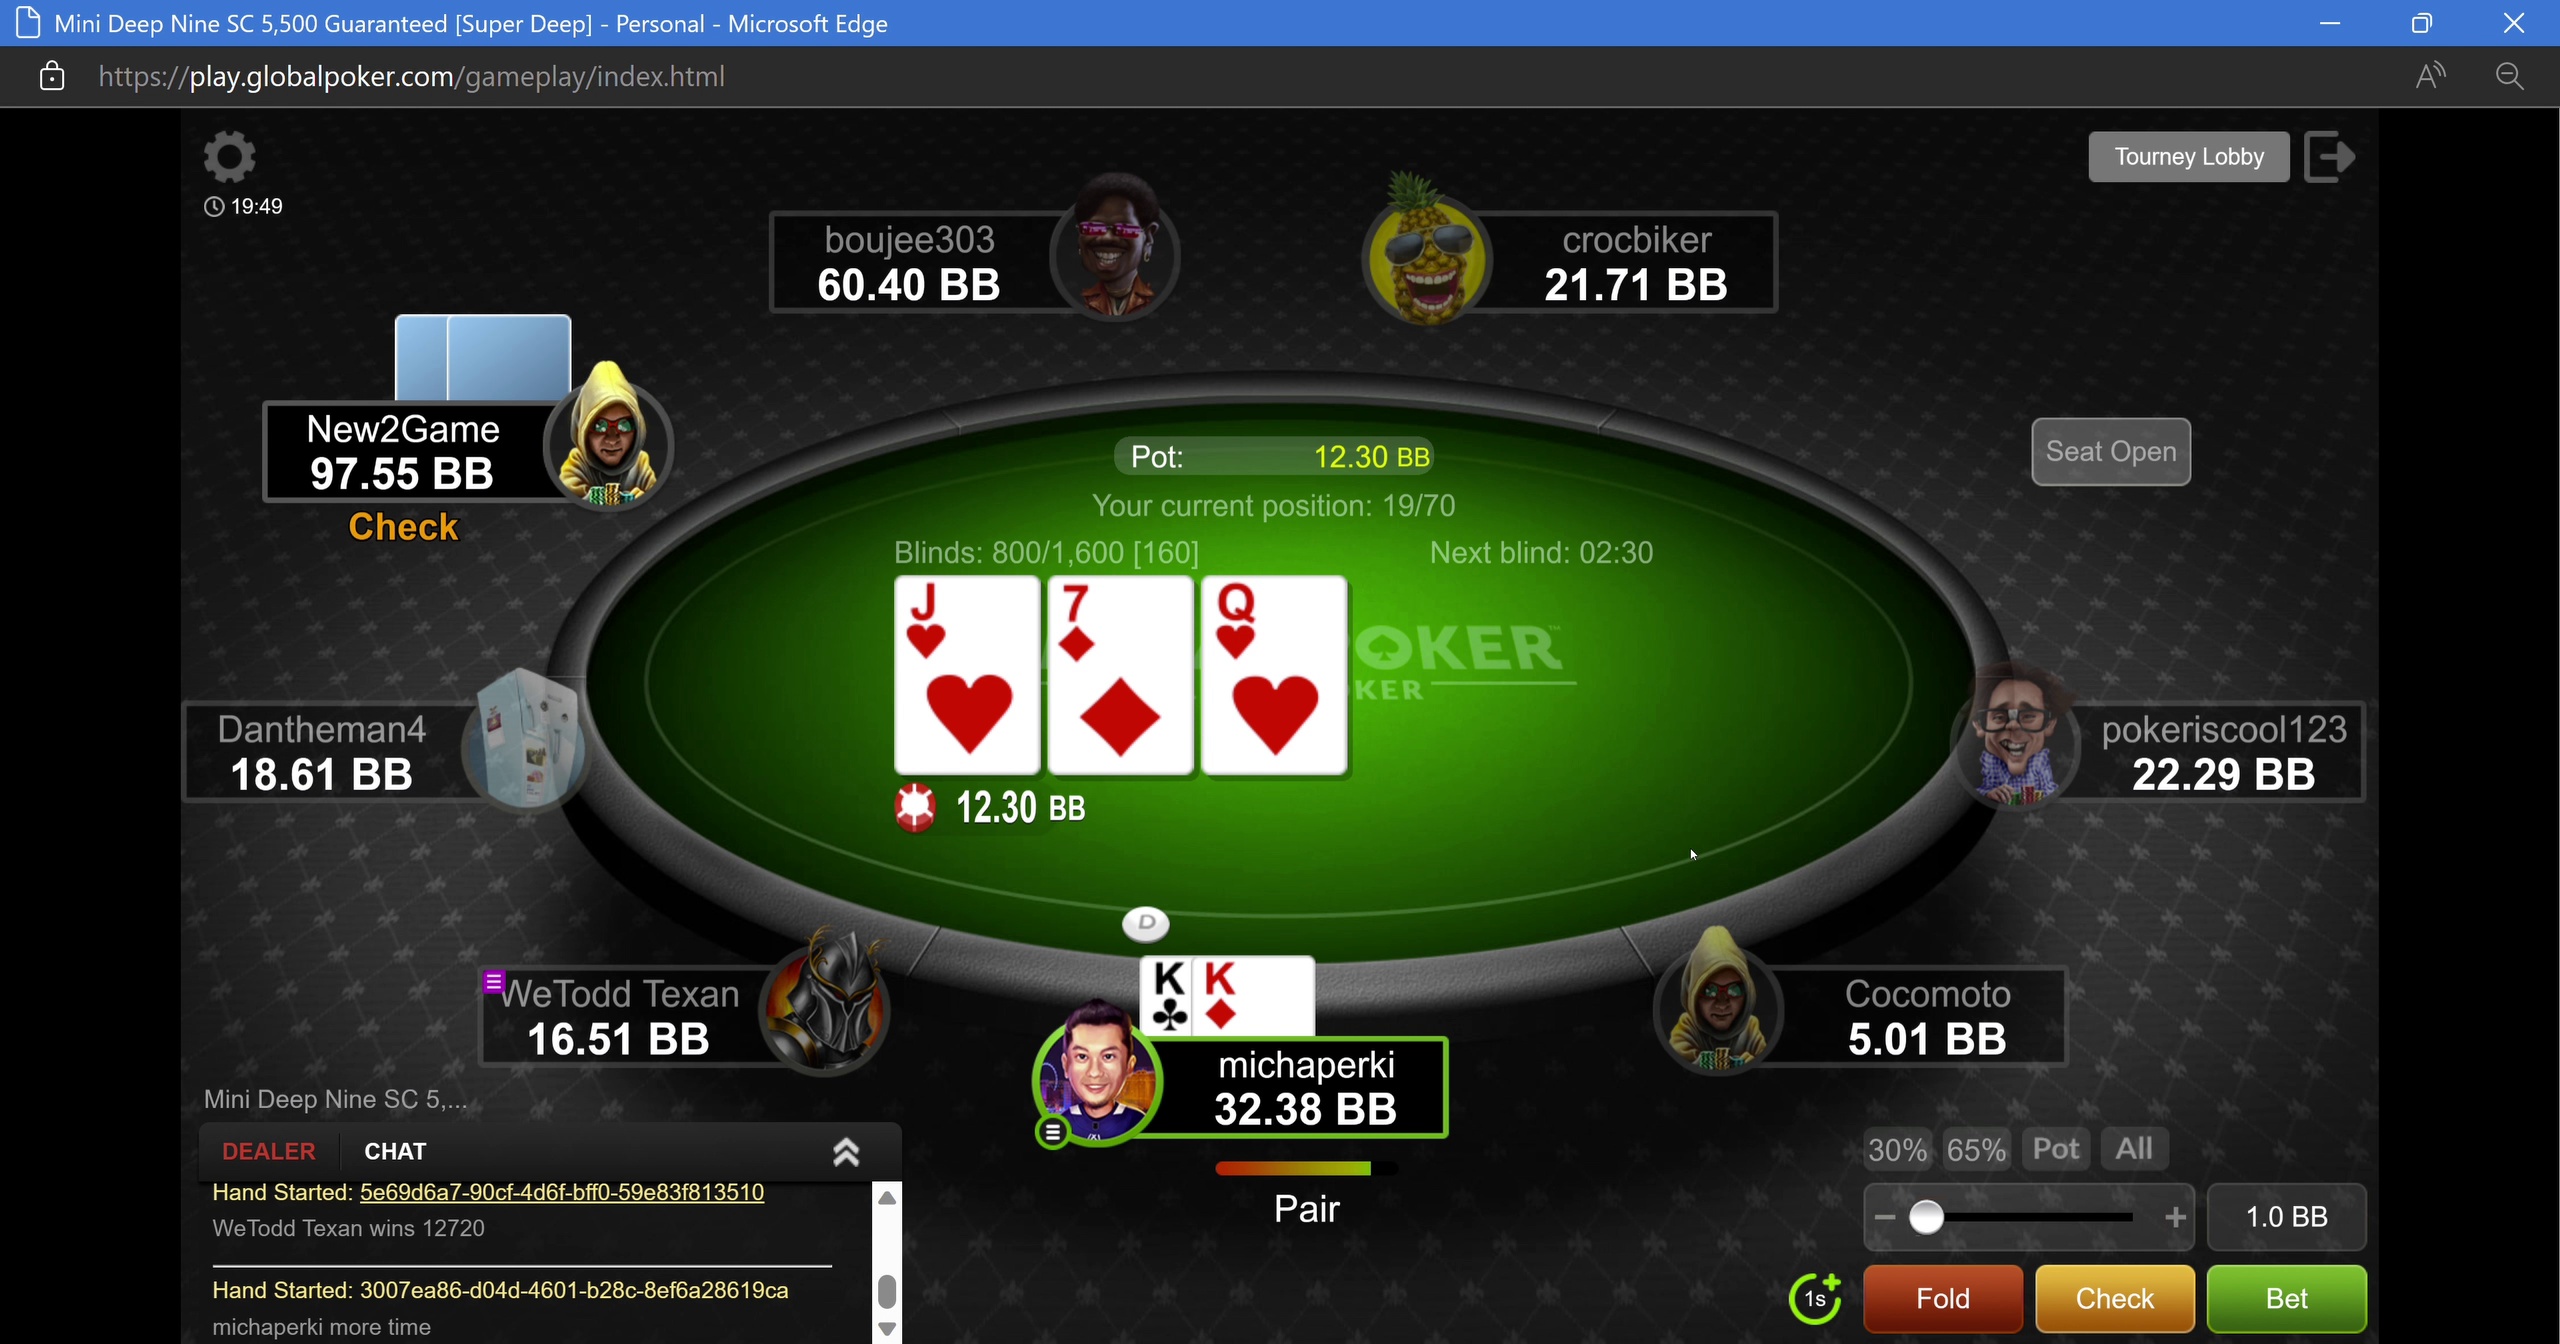 Mini Deep Nine SC 5,500 Guaranteed [Super Deep] - Personal - Microsoft Edge
https://play.globalpoker.com/gameplay/index.html
19:49
Tourney Lobby
boujee303
60.40 BB
crocbiker
21.71 BB
New2Game
97.55 BB
Check
Seat Open
Pot: 12.30 BB
Your current position: 19/70
Blinds: 800/1,600 [160]
Next blind: 02:30
J 7 Q
POKER™
KER
12.30 BB
Dantheman4
18.61 BB
pokeriscool123
22.29 BB
D
K K
WeTodd Texan
16.51 BB
michaperki
32.38 BB
Pair
Cocomoto
5.01 BB
Mini Deep Nine SC 5,...
DEALER CHAT
Hand Started: 5e69d6a7-90cf-4d6f-bff0-59e83f813510
WeTodd Texan wins 12720
Hand Started: 3007ea86-d04d-4601-b28c-8ef6a28619ca
michaperki more time
30% 65% Pot All
1.0 BB
1s Fold Check Bet